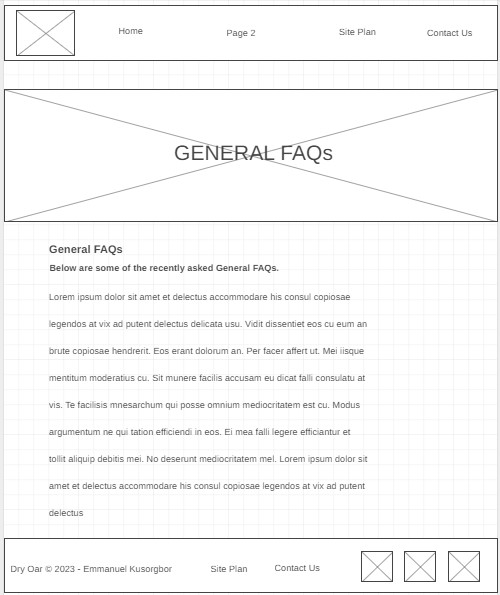 Home Page 2 Site Plan Contact Us
GENERAL FAQs
General FAQs
Below are some of the recently asked General FAQs.
Lorem ipsum dolor sit amet et delectus accommodare his consul copiosae
legendos at vix ad putent delectus delicata usu. Vidit dissentiet eos cu eum an
brute copiosae hendrerit. Eos erant dolorum an. Per facer affert ut. Mei iisque
mentitum moderatius cu. Sit munere facilis accusam eu dicat falli consulatu at
vis. Te facilisis mnesarchum qui posse omnium mediocritatem est cu. Modus
argumentum ne qui tation efficiendi in eos. Ei mea falli legere efficiantur et
tollit aliquip debitis mei. No deserunt mediocritatem mel. Lorem ipsum dolor sit
amet et delectus accommodare his consul copiosae legendos at vix ad putent
delectus
Dry Oar © 2023 - Emmanuel Kusorgbor Site Plan Contact Us